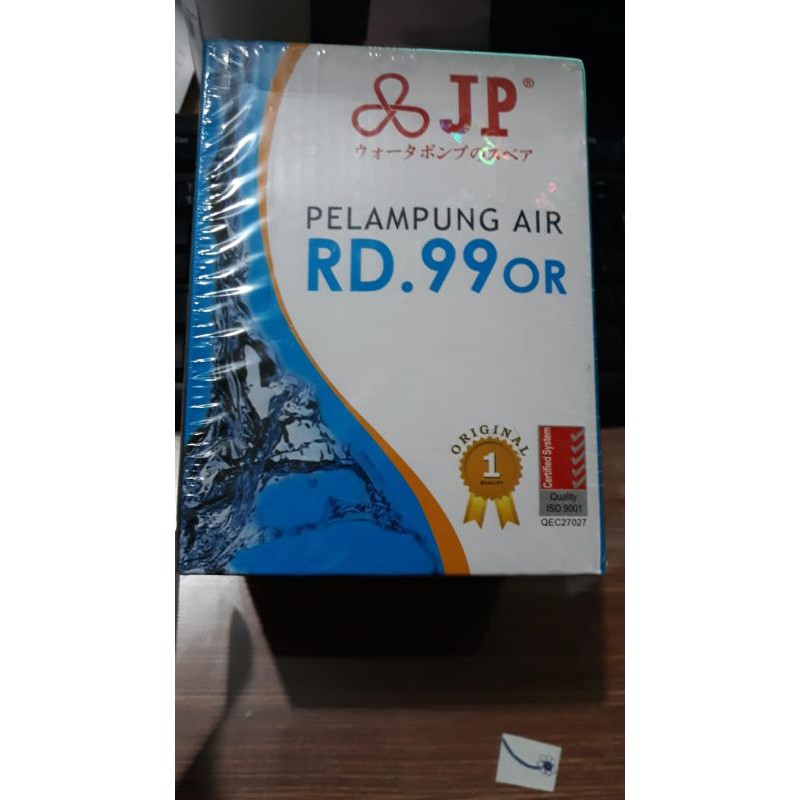 JP®
ウォータポンプのスペア
PELAMPUNG AIR
RD.99OR
ORIGINAL
1
QUALITY
Certified System
Quality
ISO 9001
QEC27027